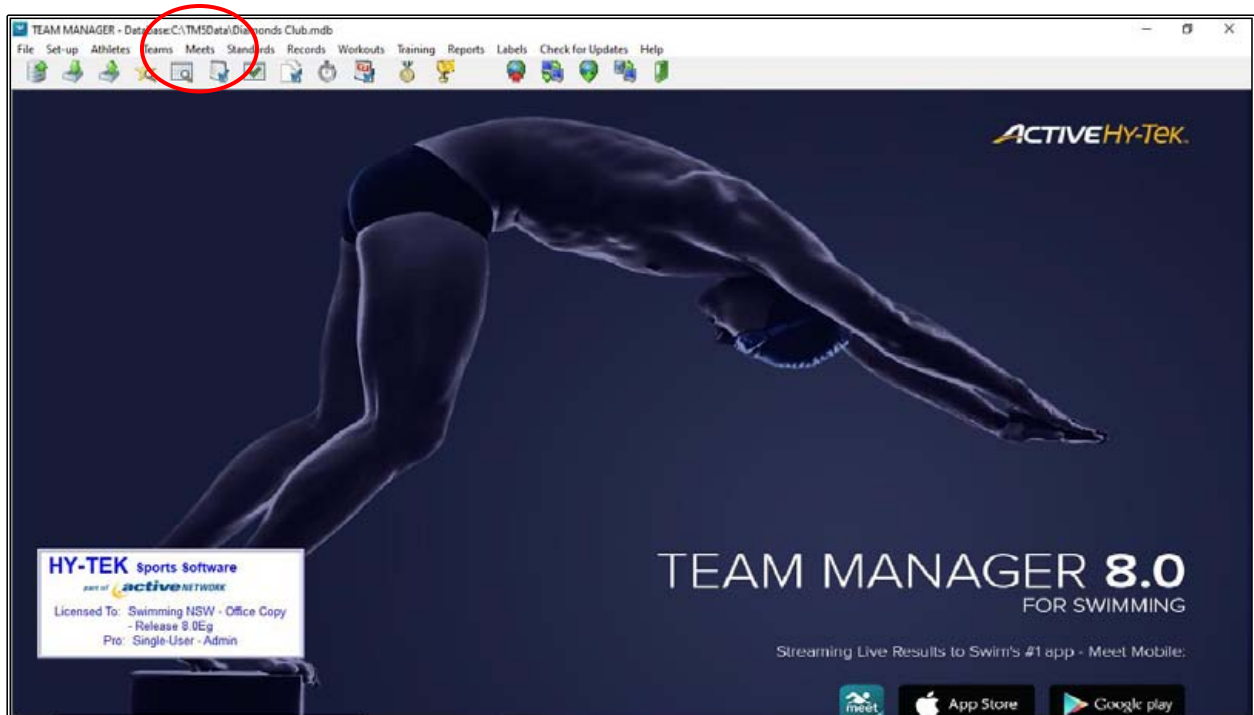 TEAM MANAGER - Database:C:\TM5Data\Diamonds Club.mdb
File Set-up Athletes Teams Meets Standards Records Workouts Training Reports Labels Check for Updates Help
ACTIVEHY-TEK.
HY-TEK Sports Software
part of active NETWORK
Licensed To: Swimming NSW - Office Copy
- Release 8.0Eg
Pro: Single-User - Admin
TEAM MANAGER 8.0
FOR SWIMMING
Streaming Live Results to Swim's #1 app - Meet Mobile:
meet App Store Google play